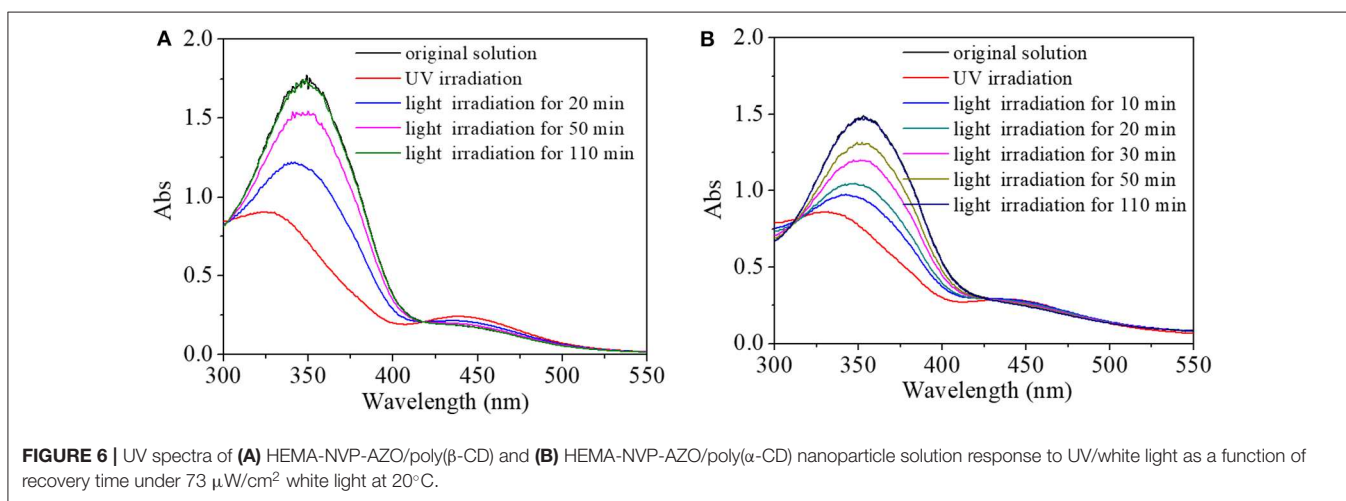 A
2.0
1.5
1.0
0.5
0.0
Abs
original solution
UV irradiation
light irradiation for 20 min
light irradiation for 50 min
light irradiation for 110 min
300 350 400 450 500 550
Wavelength (nm)
B
2.0
1.5
1.0
0.5
0.0
Abs
original solution
UV irradiation
light irradiation for 10 min
light irradiation for 20 min
light irradiation for 30 min
light irradiation for 50 min
light irradiation for 110 min
300 350 400 450 500 550
Wavelength (nm)
FIGURE 6 | UV spectra of (A) HEMA-NVP-AZO/poly(β-CD) and (B) HEMA-NVP-AZO/poly(α-CD) nanoparticle solution response to UV/white light as a function of
recovery time under 73 μW/cm² white light at 20°C.